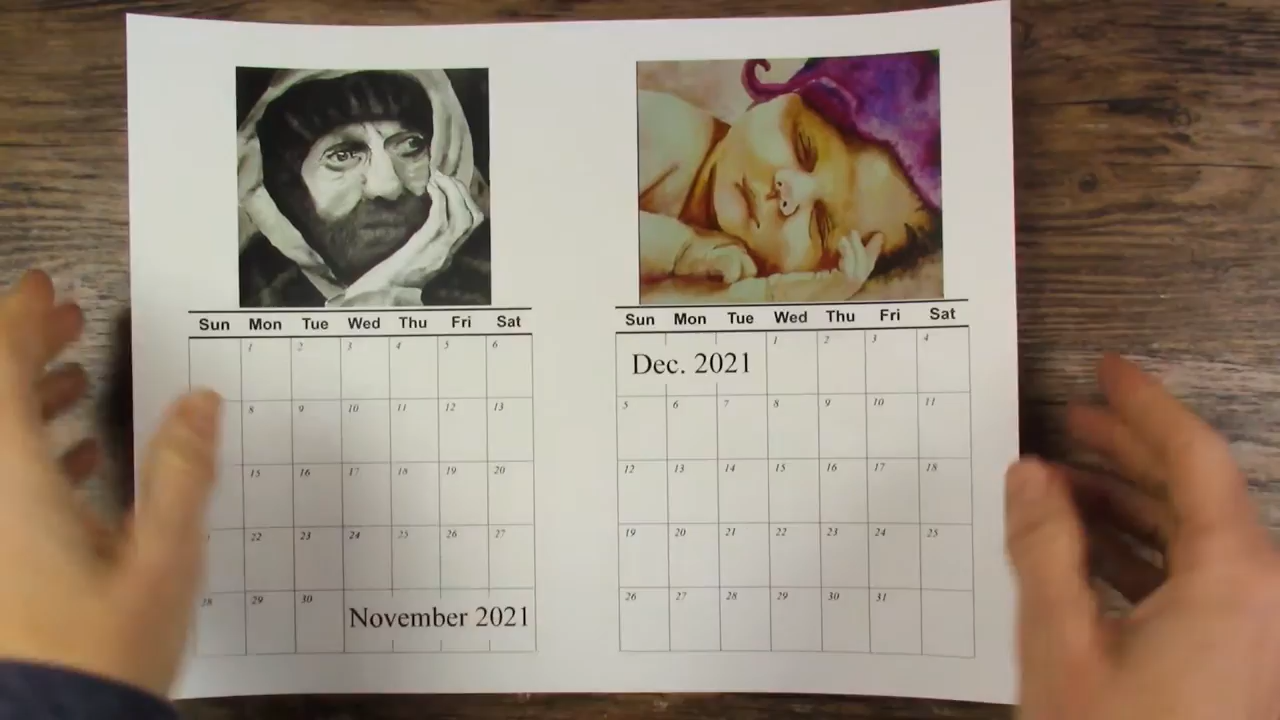 Sun Mon Tue Wed Thu Fri Sat
1 2 3 4 5 6
8 9 10 11 12 13
15 16 17 18 19 20
22 23 24 25 26 27
28 29 30
November 2021
Sun Mon Tue Wed Thu Fri Sat
1 2 3 4
Dec. 2021
5 6 7 8 9 10 11
12 13 14 15 16 17 18
19 20 21 22 23 24 25
26 27 28 29 30 31